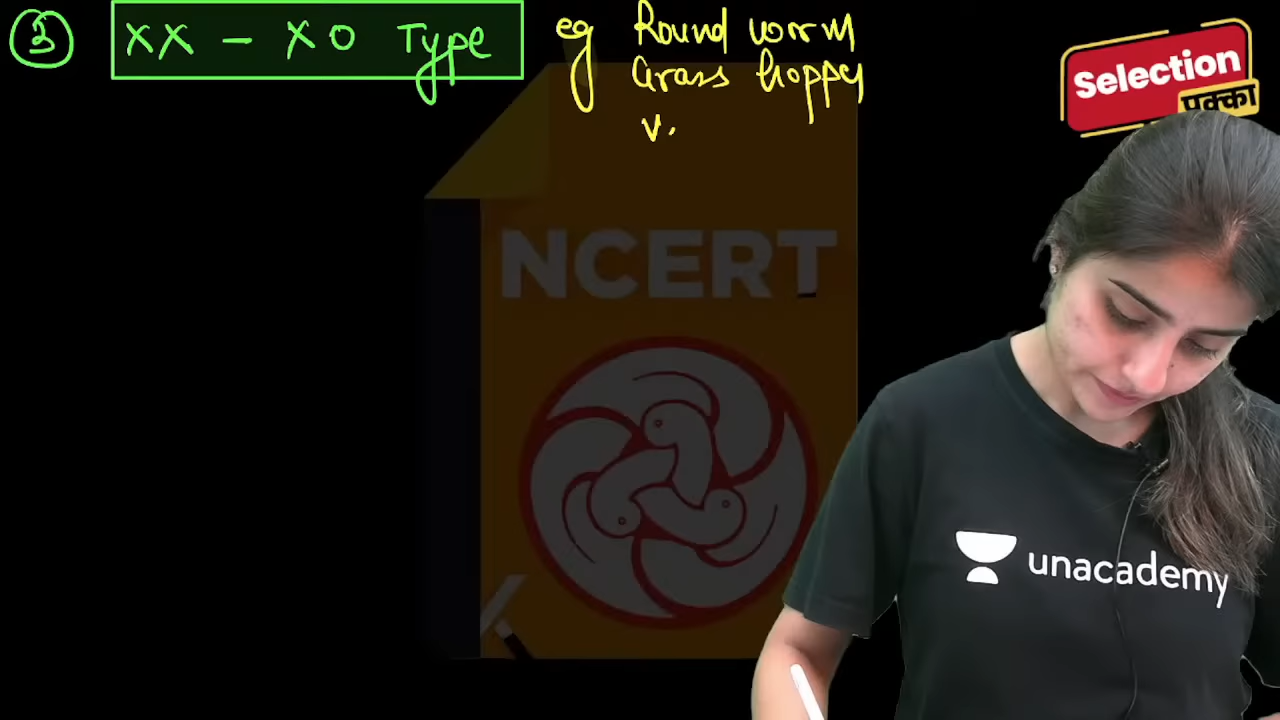 3 XX - XO Type eg Round worm
Grass hopper
v.
Selection
पक्का
NCERT
unacademy